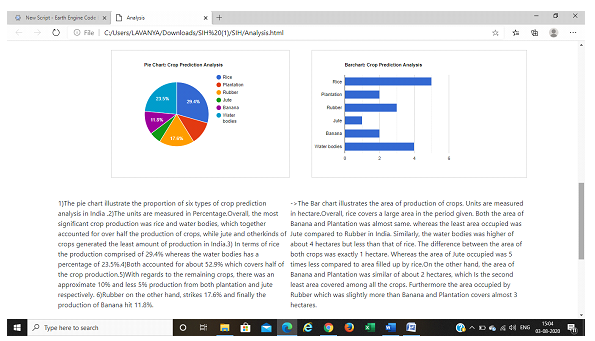 New Script - Earth Engine Code
Analysis
File | C:/Users/LAVANYA/Downloads/SIH%20(1)/SIH/Analysis.html
Pie Chart: Crop Prediction Analysis
29.4%
17.6%
11.8%
23.5%
Rice
Plantation
Rubber
Jute
Banana
Water
bodies
Barchart: Crop Prediction Analysis
Rice
Plantation
Rubber
Jute
Banana
Water bodies
0 2 4 6
1)The pie chart illustrate the proportion of six types of crop prediction
analysis in India .2)The units are measured in Percentage.Overall, the most
significant crop production was rice and water bodies, which together
accounted for over half the production of crops, while jute and otherkinds of
crops generated the least amount of production in India.3) In terms of rice
the production comprised of 29.4% whereas the water bodies has a
percentage of 23.5%.4)Both accounted for about 52.9% which covers half of
the crop production.5)With regards to the remaining crops, there was an
approximate 10% and less 5% production from both plantation and jute
respectively. 6)Rubber on the other hand, strikes 17.6% and finally the
production of Banana hit 11.8%.
->The Bar chart illustrates the area of production of crops. Units are measured
in hectare.Overall, rice covers a large area in the period given. Both the area of
Banana and Plantation was almost same. whereas the least area occupied was
Jute compared to Rubber in India. Similarly, the water bodies was higher of
about 4 hectares but less than that of rice. The difference between the area of
both crops was exactly 1 hectare. Whereas the area of Jute occupied was 5
times less compared to area filled up by rice.On the other hand, the area of
Banana and Plantation was similar of about 2 hectares, which Is the second
least area covered among all the crops. Furthermore the area occupied by
Rubber which was slightly more than Banana and Plantation covers almost 3
hectares.
Type here to search
ENG
15:04
03-08-2020